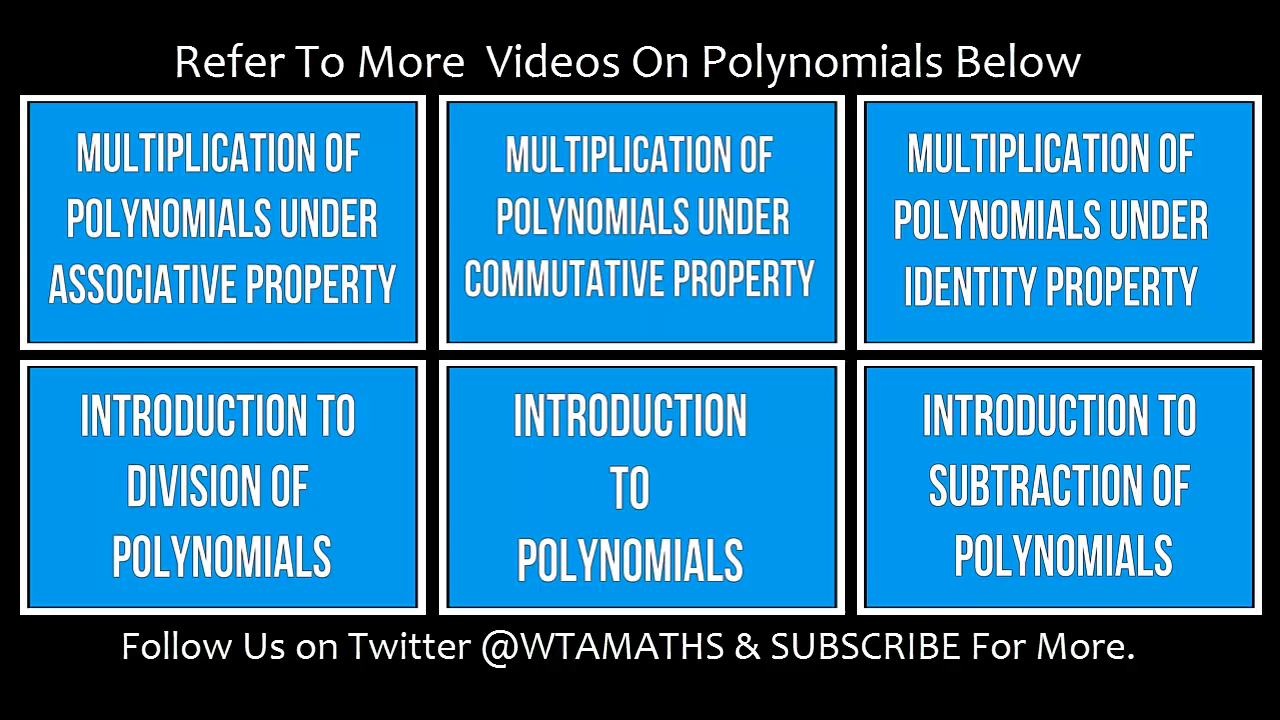 Refer To More  Videos On Polynomials Below
MULTIPLICATION OF
POLYNOMIALS UNDER
ASSOCIATIVE PROPERTY
MULTIPLICATION OF
POLYNOMIALS UNDER
COMMUTATIVE PROPERTY
MULTIPLICATION OF
POLYNOMIALS UNDER
IDENTITY PROPERTY
INTRODUCTION TO
DIVISION OF
POLYNOMIALS
INTRODUCTION
TO
POLYNOMIALS
INTRODUCTION TO
SUBTRACTION OF
POLYNOMIALS
Follow Us on Twitter @WTAMATHS & SUBSCRIBE For More.